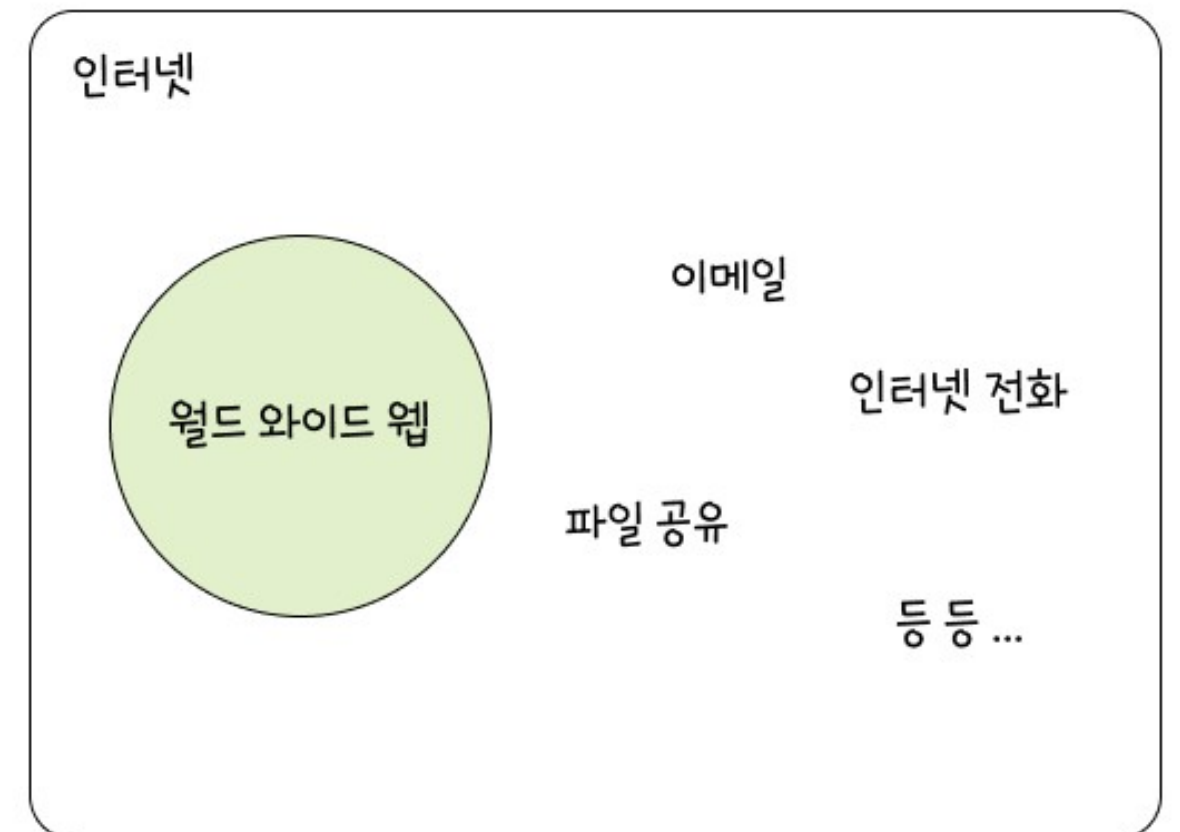 인터넷
이메일
인터넷 전화
월드 와이드 웹
파일 공유
등 등 ...